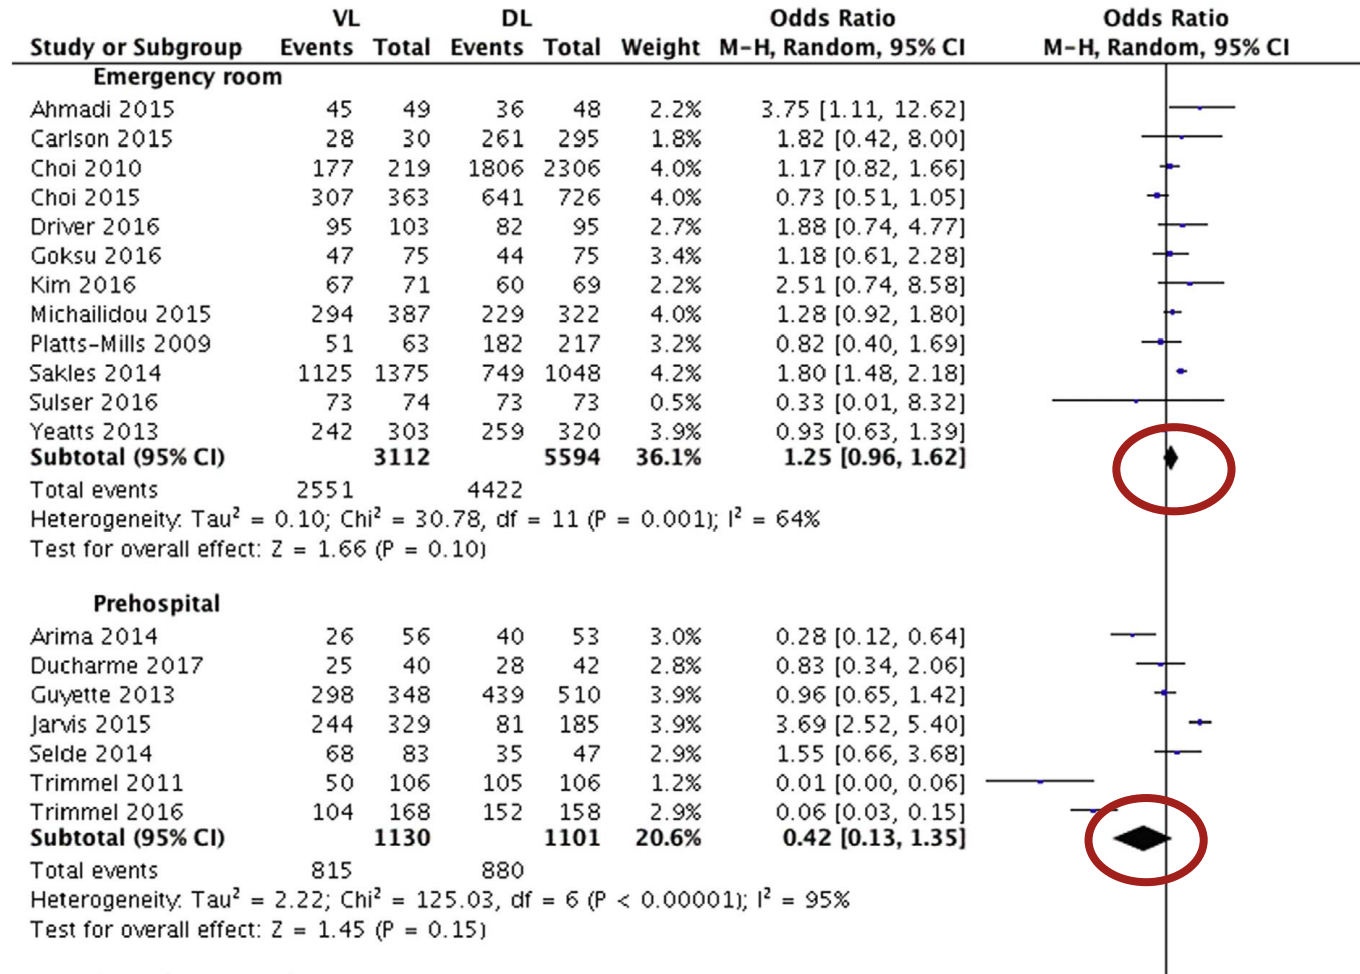 VL DL Odds Ratio Odds Ratio
Study or Subgroup Events Total Events Total Weight M-H, Random, 95% CI M-H, Random, 95% CI
Emergency room
Ahmadi 2015 45 49 36 48 2.2% 3.75 [1.11, 12.62]
Carlson 2015 28 30 261 295 1.8% 1.82 [0.42, 8.00]
Choi 2010 177 219 1806 2306 4.0% 1.17 [0.82, 1.66]
Choi 2015 307 363 641 726 4.0% 0.73 [0.51, 1.05]
Driver 2016 95 103 82 95 2.7% 1.88 [0.74, 4.77]
Goksu 2016 47 75 44 75 3.4% 1.18 [0.61, 2.28]
Kim 2016 67 71 60 69 2.2% 2.51 [0.74, 8.58]
Michailidou 2015 294 387 229 322 4.0% 1.28 [0.92, 1.80]
Platts-Mills 2009 51 63 182 217 3.2% 0.82 [0.40, 1.69]
Sakles 2014 1125 1375 749 1048 4.2% 1.80 [1.48, 2.18]
Sulser 2016 73 74 73 73 0.5% 0.33 [0.01, 8.32]
Yeatts 2013 242 303 259 320 3.9% 0.93 [0.63, 1.39]
Subtotal (95% CI) 3112 5594 36.1% 1.25 [0.96, 1.62]
Total events 2551 4422
Heterogeneity: Tau² = 0.10; Chi² = 30.78, df = 11 (P = 0.001); I² = 64%
Test for overall effect: Z = 1.66 (P = 0.10)
Prehospital
Arima 2014 26 56 40 53 3.0% 0.28 [0.12, 0.64]
Ducharme 2017 25 40 28 42 2.8% 0.83 [0.34, 2.06]
Guyette 2013 298 348 439 510 3.9% 0.96 [0.65, 1.42]
Jarvis 2015 244 329 81 185 3.9% 3.69 [2.52, 5.40]
Selde 2014 68 83 35 47 2.9% 1.55 [0.66, 3.68]
Trimmel 2011 50 106 105 106 1.2% 0.01 [0.00, 0.06]
Trimmel 2016 104 168 152 158 2.9% 0.06 [0.03, 0.15]
Subtotal (95% CI) 1130 1101 20.6% 0.42 [0.13, 1.35]
Total events 815 880
Heterogeneity: Tau² = 2.22; Chi² = 125.03, df = 6 (P < 0.00001); I² = 95%
Test for overall effect: Z = 1.45 (P = 0.15)